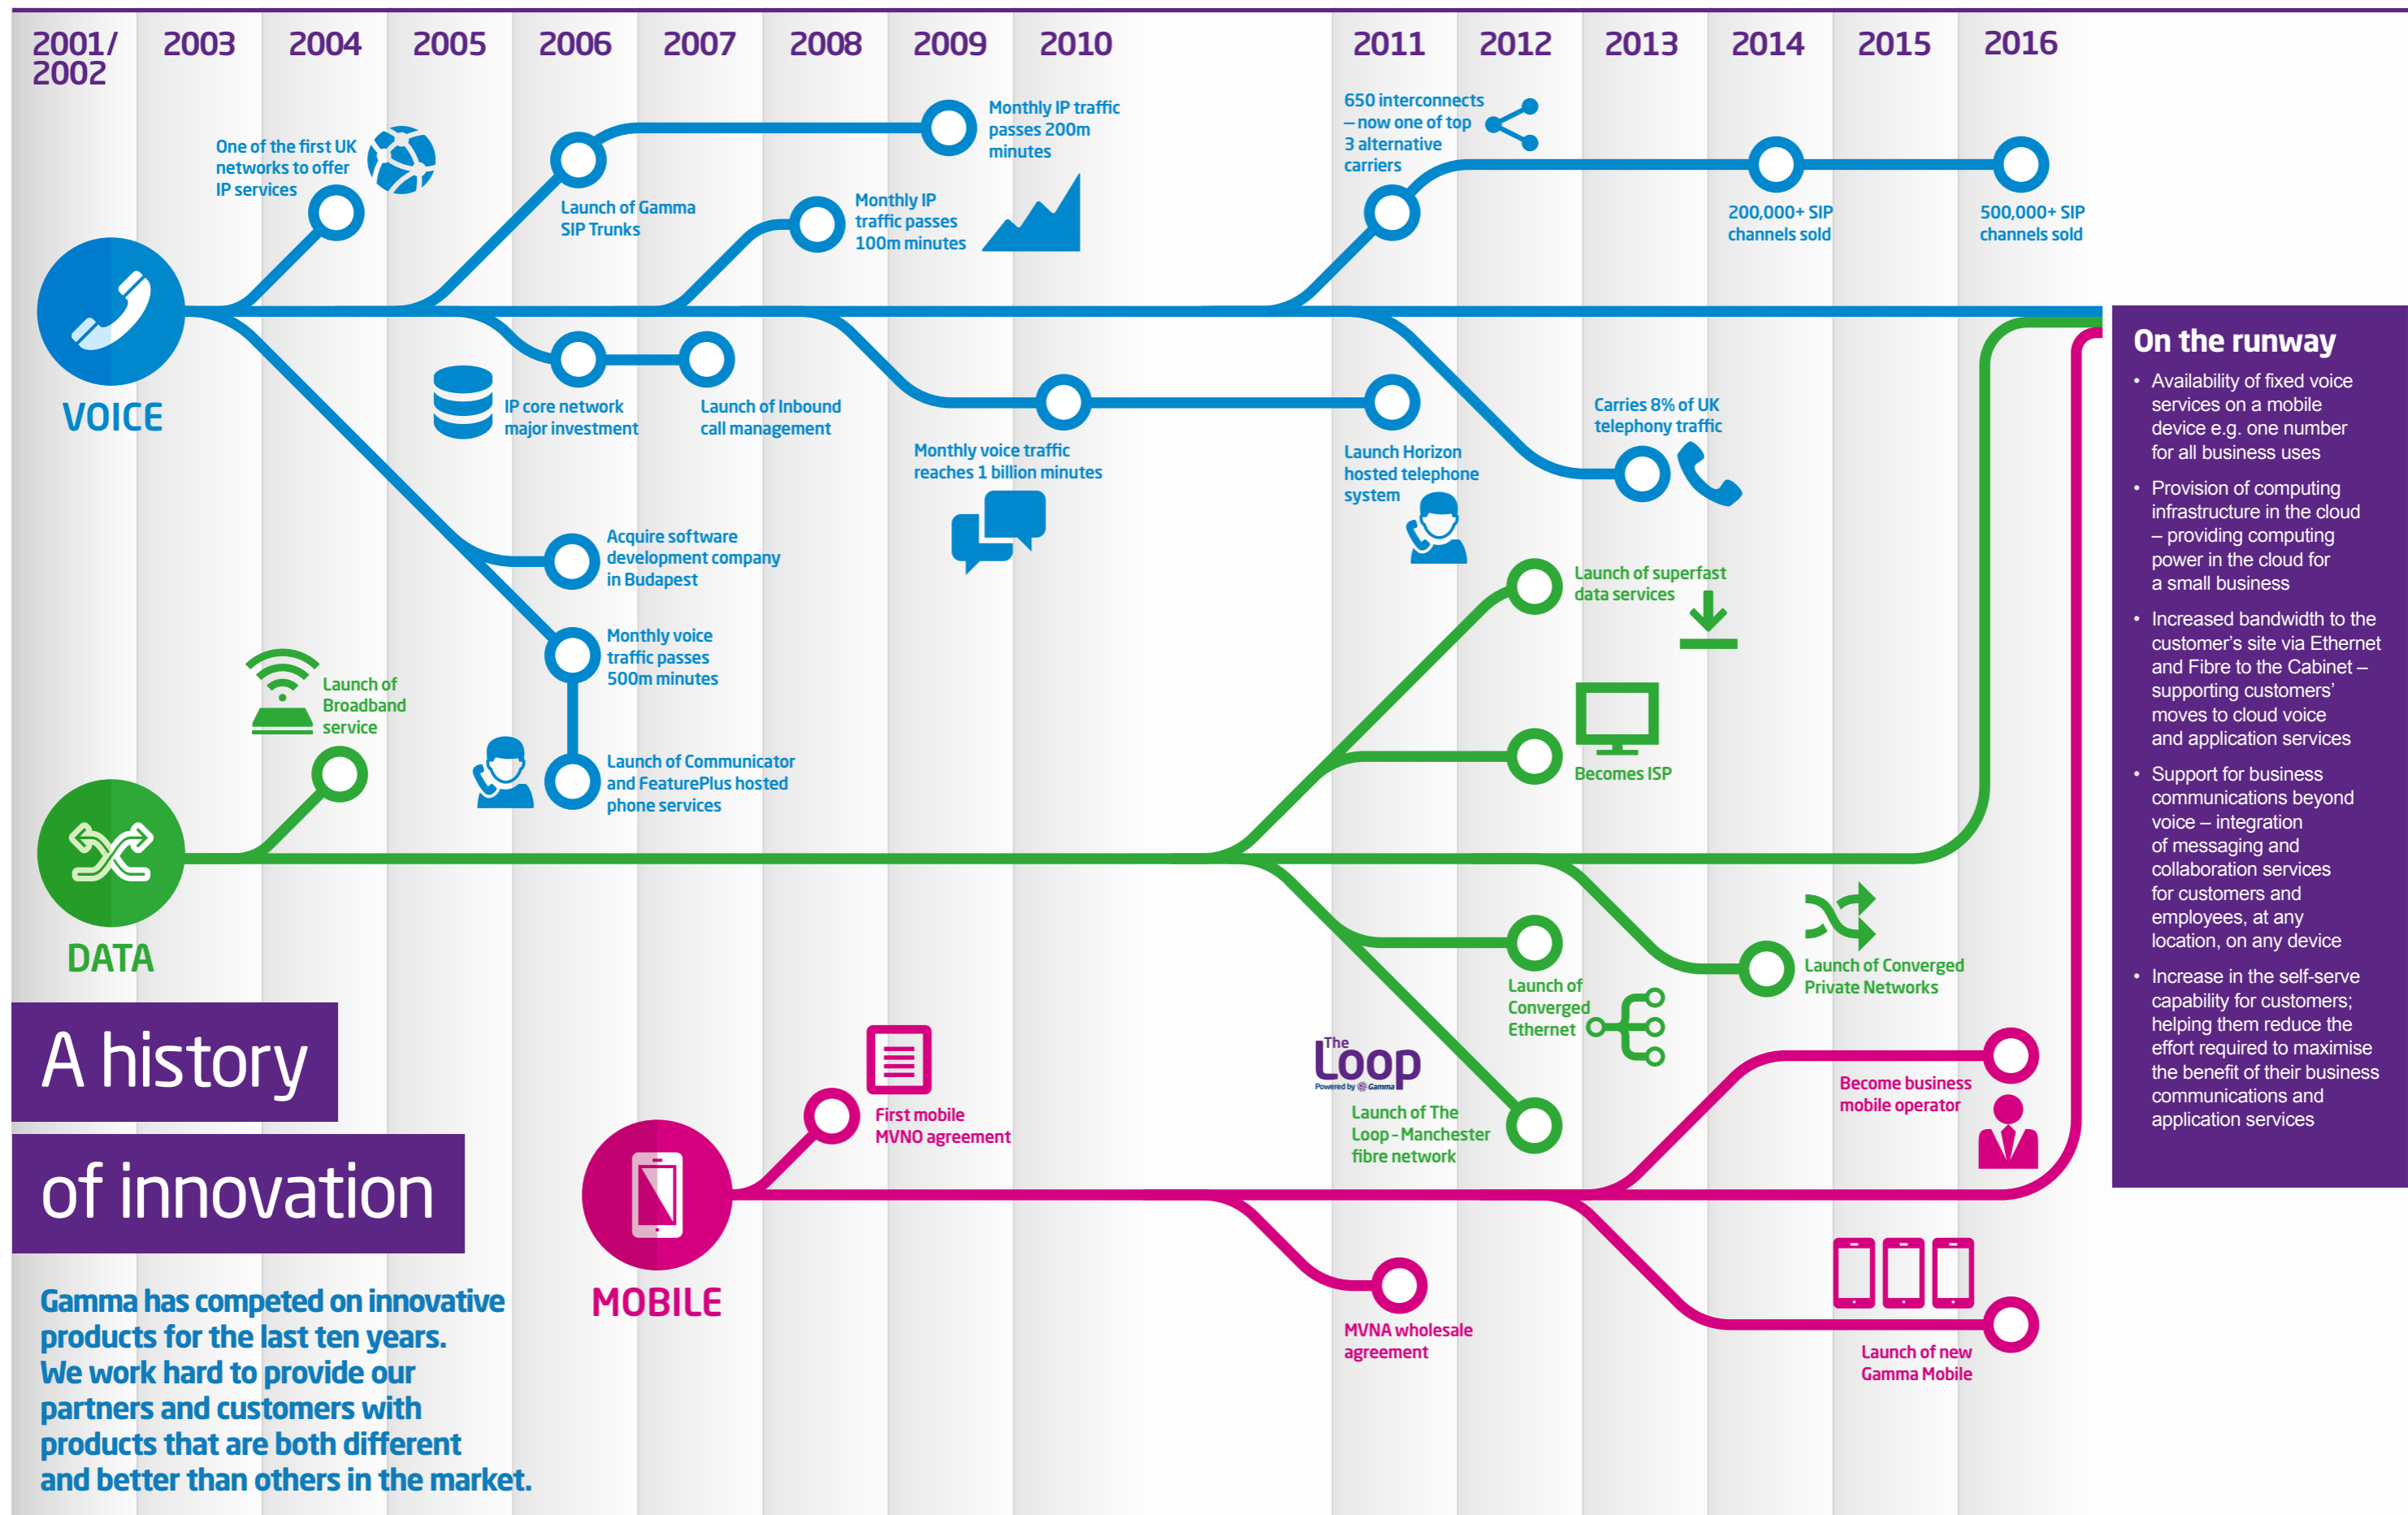 2001/
2002
2003
2004
2005
2006
2007
2008
2009
2010
2011
2012
2013
2014
2015
2016
One of the first UK
networks to offer
IP services
Launch of Gamma
SIP Trunks
Monthly IP traffic
passes 200m
minutes
Monthly IP
traffic passes
100m minutes
650 interconnects
– now one of top
3 alternative
carriers
200,000+ SIP
channels sold
500,000+ SIP
channels sold
VOICE
IP core network
major investment
Launch of Inbound
call management
Monthly voice traffic
reaches 1 billion minutes
Launch Horizon
hosted telephone
system
Carries 8% of UK
telephony traffic
Acquire software
development company
in Budapest
Monthly voice
traffic passes
500m minutes
Launch of Communicator
and FeaturePlus hosted
phone services
Launch of
Broadband
service
DATA
Launch of superfast
data services
Becomes ISP
Launch of
Converged
Ethernet
Launch of Converged
Private Networks
The
Loop
Powered by Gamma
Launch of The
Loop – Manchester
fibre network
First mobile
MVNO agreement
MOBILE
MVNA wholesale
agreement
Become business
mobile operator
Launch of new
Gamma Mobile
A history
of innovation
Gamma has competed on innovative
products for the last ten years.
We work hard to provide our
partners and customers with
products that are both different
and better than others in the market.
On the runway
• Availability of fixed voice
services on a mobile
device e.g. one number
for all business uses
• Provision of computing
infrastructure in the cloud
– providing computing
power in the cloud for
a small business
• Increased bandwidth to the
customer’s site via Ethernet
and Fibre to the Cabinet –
supporting customers’
moves to cloud voice
and application services
• Support for business
communications beyond
voice – integration
of messaging and
collaboration services
for customers and
employees, at any
location, on any device
• Increase in the self-serve
capability for customers;
helping them reduce the
effort required to maximise
the benefit of their business
communications and
application services